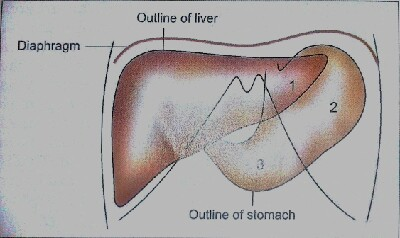 Outline of liver
Diaphragm
1
2
3
Outline of stomach